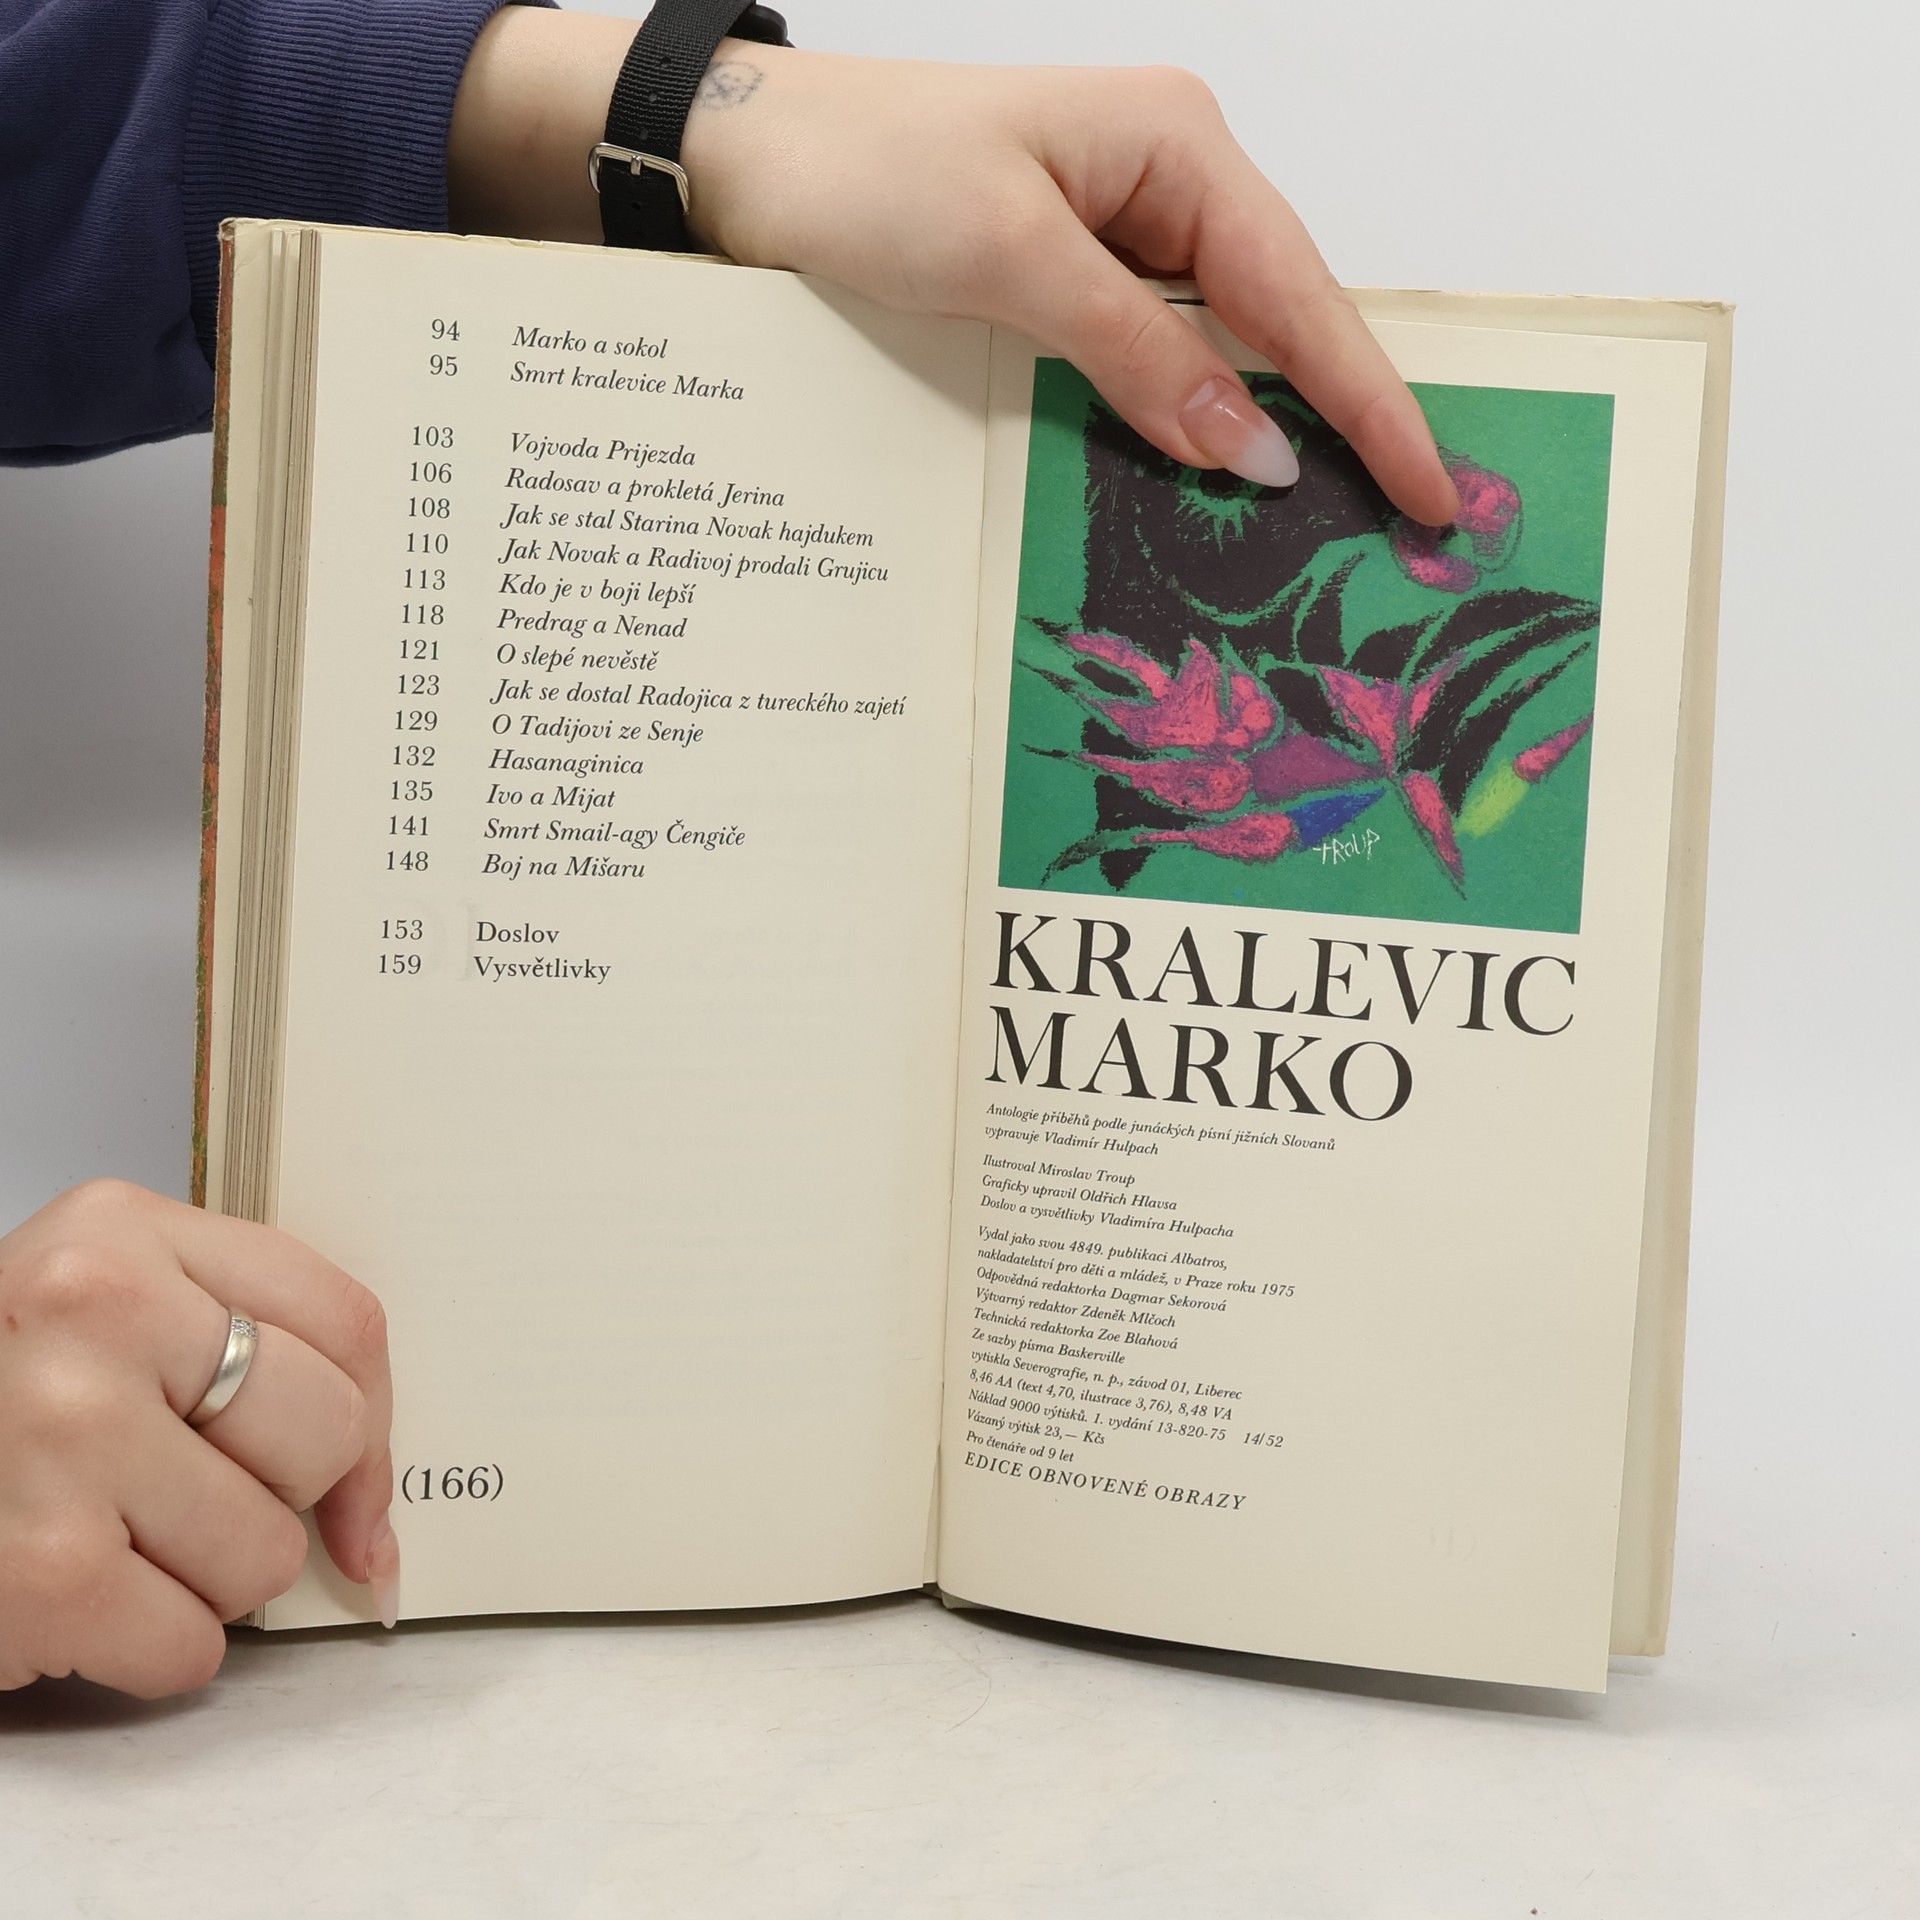 94 Marko a sokol
95 Smrt kralevice Marka
103 Vojvoda Prijezda
106 Radosav a prokletá Jerina
108 Jak se stal Starina Novak hajdukem
110 Jak Novak a Radivoj prodali Grujicu
113 Kdo je v boji lepší
118 Predrag a Nenad
121 O slepé nevěstě
123 Jak se dostal Radojica z tureckého zajetí
129 O Tadijovi ze Senje
132 Hasanaginica
135 Ivo a Mijat
141 Smrt Smail-agy Čengiče
148 Boj na Mišaru
153 Doslov
159 Vysvětlivky
(166)
TROUP
KRALEVIC
MARKO
Antologie příběhů podle junáckých písní jižních Slovanů
vypravuje Vladimír Hulpach
Ilustroval Miroslav Troup
Graficky upravil Oldřich Hlavsa
Doslov a vysvětlivky Vladimíra Hulpacha
Vydal jako svou 4849. publikaci Albatros,
nakladatelství pro děti a mládež, v Praze roku 1975
Odpovědná redaktorka Dagmar Sekorová
Výtvarný redaktor Zdeněk Mlčoch
Technická redaktorka Zoe Blahová
Ze sazby písma Baskerville
vytiskla Severografie, n. p., závod 01, Liberec
8,46 AA (text 4,70, ilustrace 3,76), 8,48 VA
Náklad 9000 výtisků. 1. vydání 13-820-75 14/52
Vázaný výtisk 23,— Kčs
Pro čtenáře od 9 let
EDICE OBNOVENÉ OBRAZY